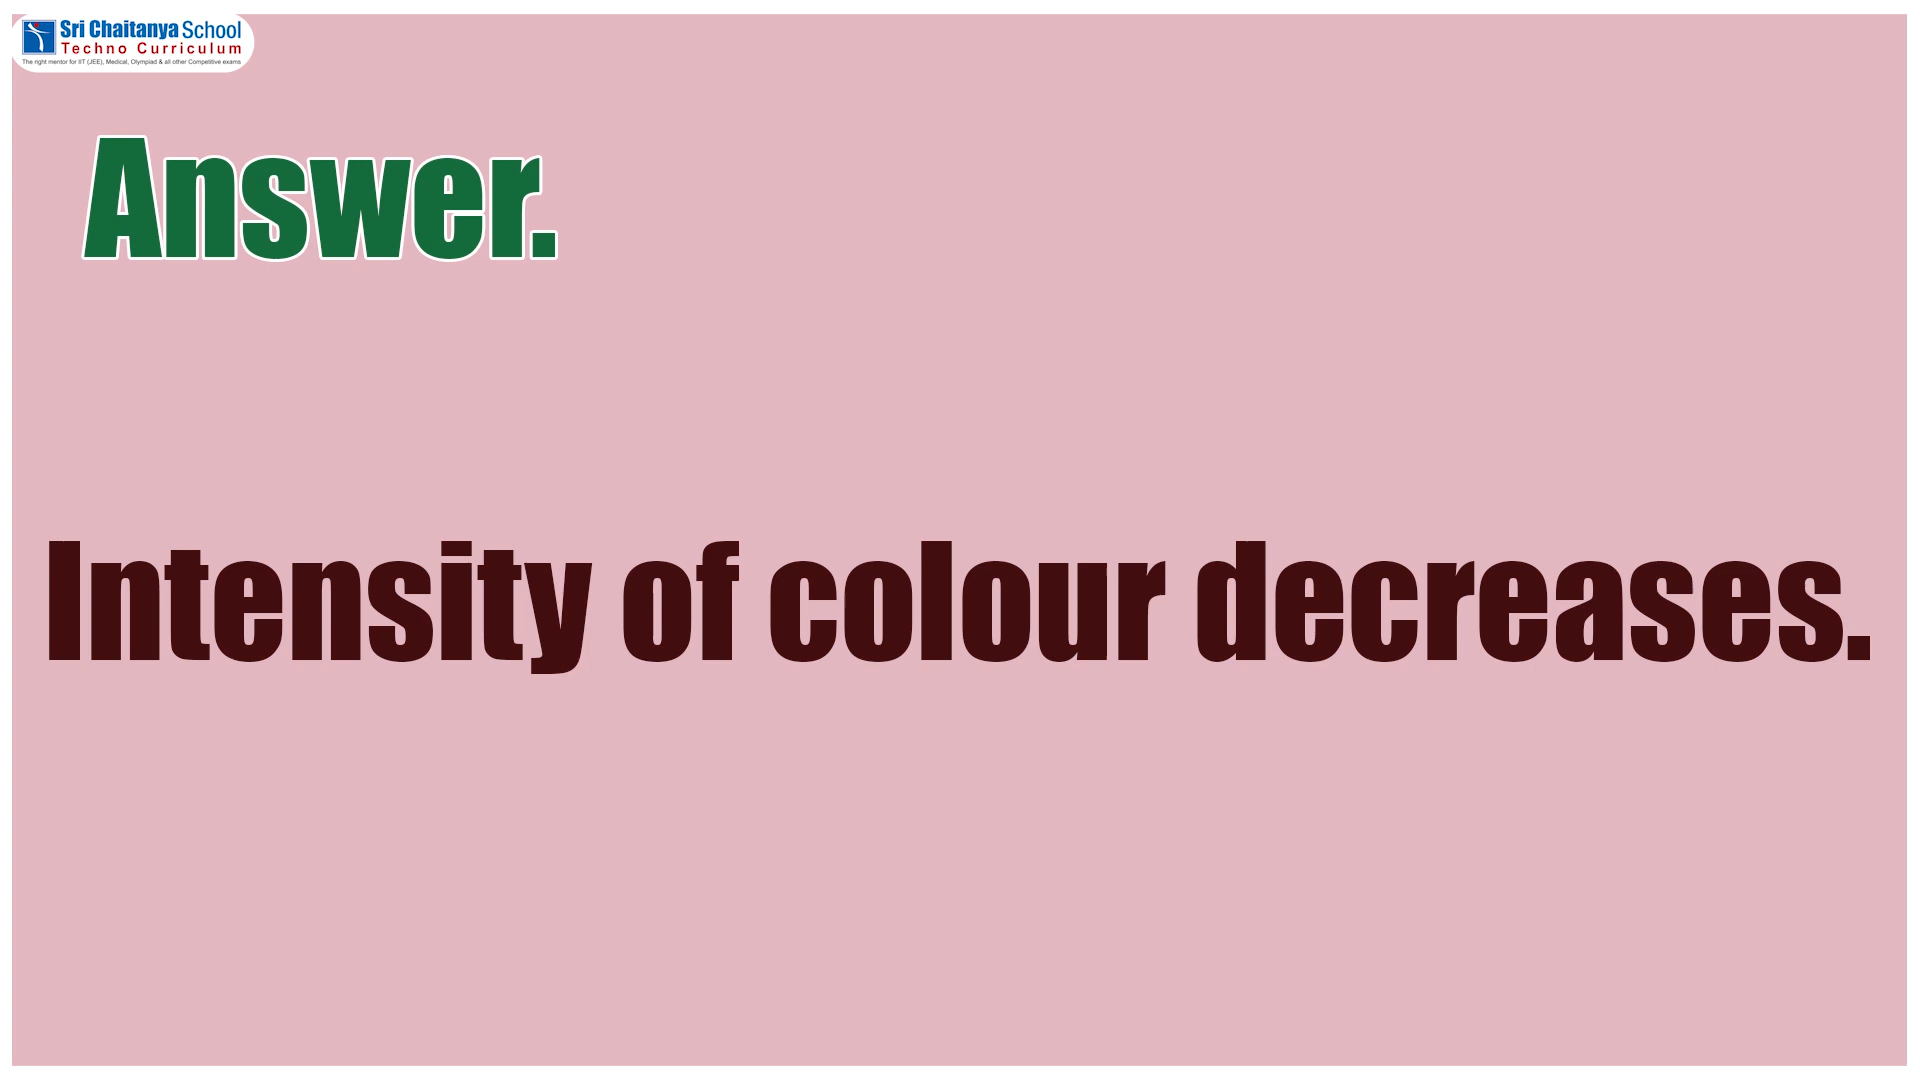 Sri Chaitanya School
Techno Curriculum
The right mentor for IIT (JEE), Medical, Olympiad & all other Competitive exams
Answer.
Intensity of colour decreases.